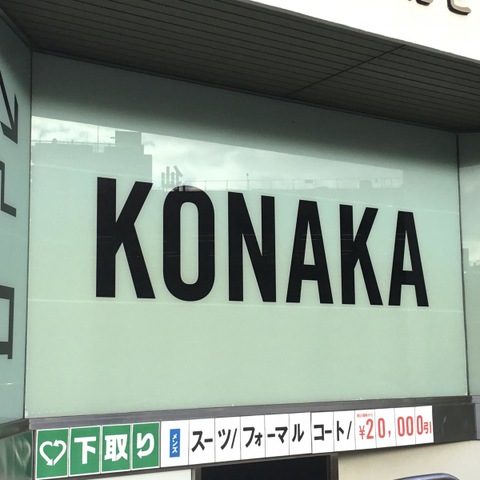 KONAKA
下取り メンズ スーツ/フォーマル コート/ ¥20,000引